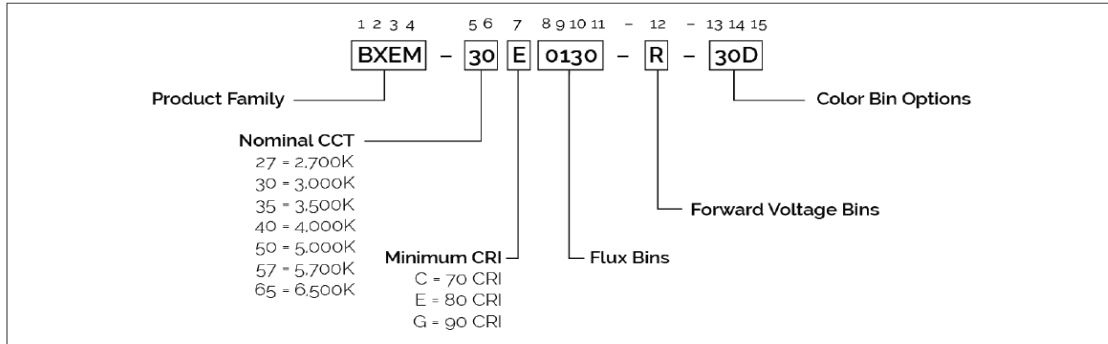 1 2 3 4 5 6 7 8 9 10 11 - 12 - 13 14 15
BXEM - 30 E 0130 - R - 30D
Product Family
Color Bin Options
Nominal CCT
27 = 2,700K
30 = 3,000K
35 = 3,500K
40 = 4,000K
50 = 5,000K
57 = 5,700K
65 = 6,500K
Forward Voltage Bins
Minimum CRI
C = 70 CRI
E = 80 CRI
G = 90 CRI
Flux Bins